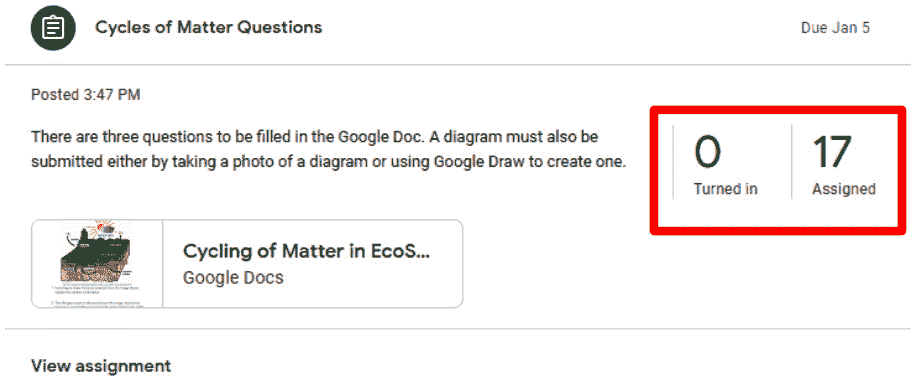 Cycles of Matter Questions
Due Jan 5
Posted 3:47 PM
There are three questions to be filled in the Google Doc. A diagram must also be
submitted either by taking a photo of a diagram or using Google Draw to create one.
0
Turned in
17
Assigned
Cycling of Matter in EcoS...
Google Docs
View assignment